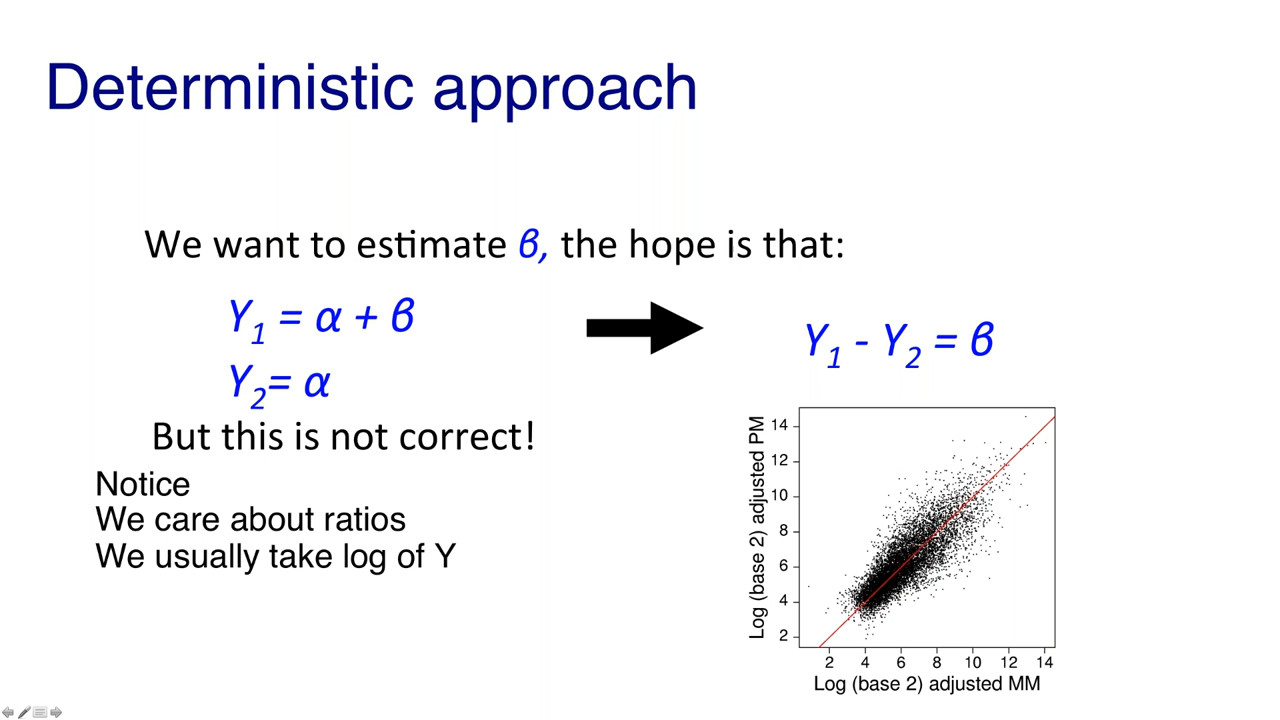 Deterministic approach
We want to estimate β, the hope is that:
Y1 = α + β
Y2= α
Y1 - Y2 = β
But this is not correct!
Notice
We care about ratios
We usually take log of Y
Log (base 2) adjusted PM
14
12
10
8
6
4
2
2 4 6 8 10 12 14
Log (base 2) adjusted MM